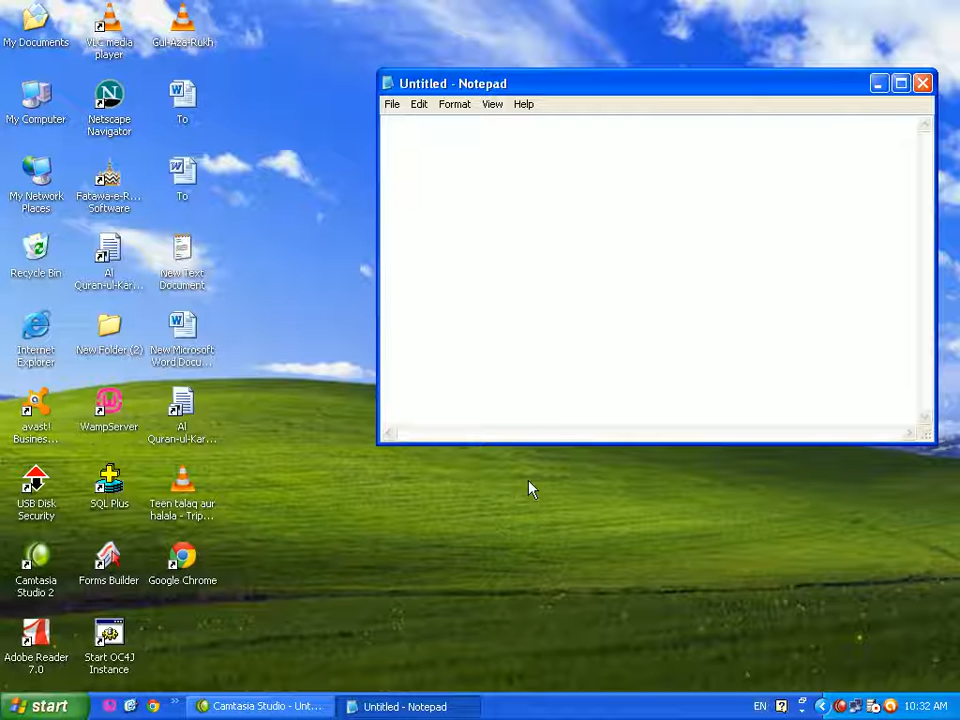 My Documents
VLC media player
Gul-Aza-Rukh
My Computer
Netscape Navigator
To
My Network Places
Fatawa-e-R... Software
To
Recycle Bin
Al Quran-ul-Kar...
New Text Document
Internet Explorer
New Folder (2)
New Microsoft Word Docu...
avast! Busines...
WampServer
Al Quran-ul-Kar...
USB Disk Security
SQL Plus
Teen talaq aur halala - Trip...
Camtasia Studio 2
Forms Builder
Google Chrome
Adobe Reader 7.0
Start OC4J Instance
Untitled - Notepad
File Edit Format View Help
start
Camtasia Studio - Unt...
Untitled - Notepad
EN
10:32 AM